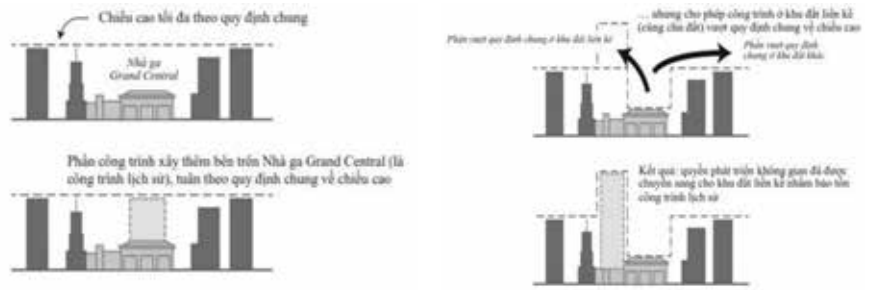 Chiều cao tối đa theo quy định chung
Nhà ga
Grand Central
Phần công trình xây thêm bên trên Nhà ga Grand Central (là
công trình lịch sử), tuân theo quy định chung về chiều cao
... nhưng cho phép công trình ở khu đất liền kề
(cùng chủ đất) vượt quy định chung về chiều cao
Phần vượt quy định chung ở khu đất liền kề
Phần vượt quy định
chung ở khu đất khác
Kết quả: quyền phát triển không gian đã được
chuyển sang cho khu đất liền kề nhằm bảo tồn
công trình lịch sử